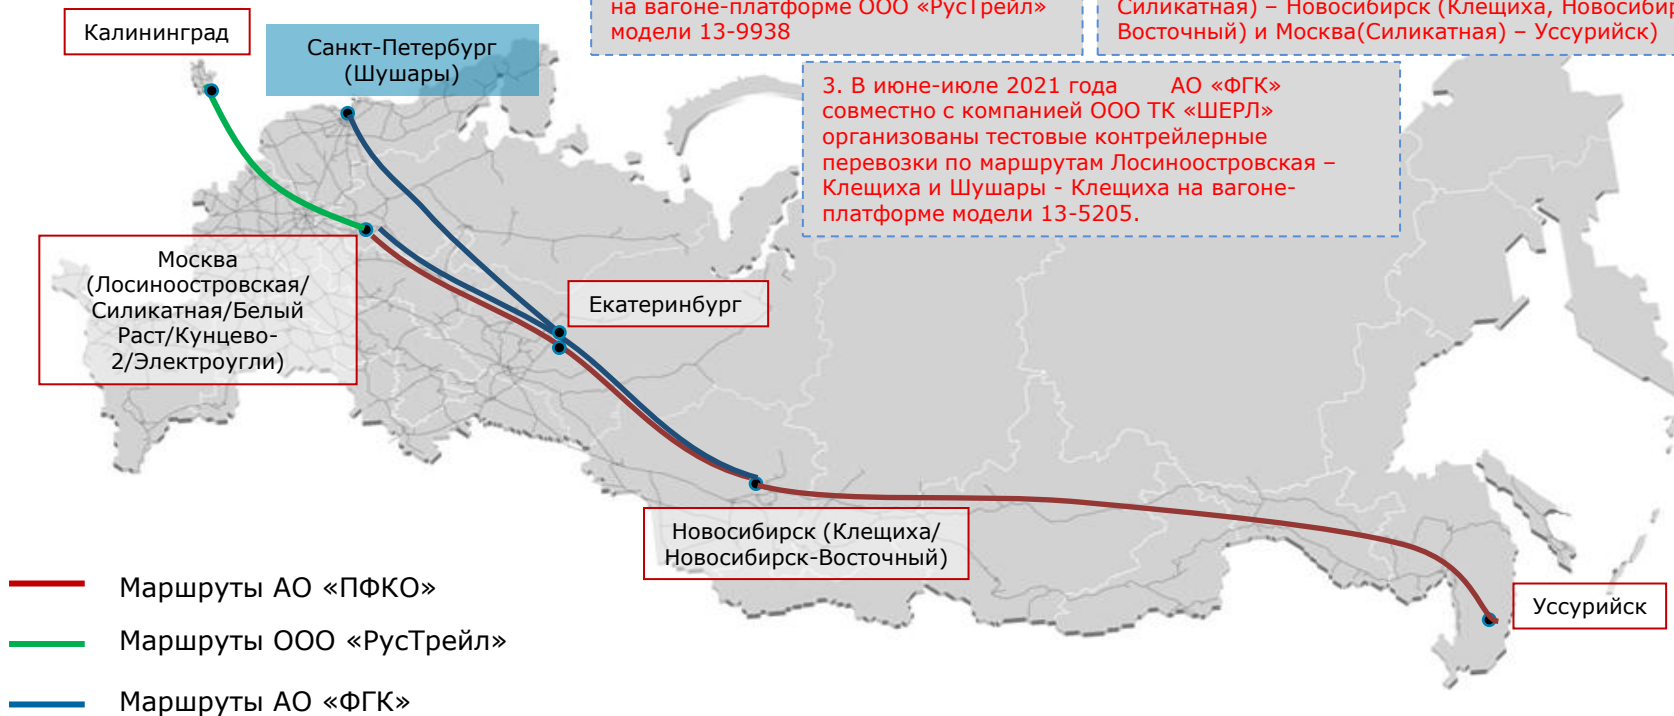 на вагоне-платформе ООО «РусТрейл»
модели 13-9938
Силикатная) – Новосибирск (Клещиха, Новосибир
Восточный) и Москва(Силикатная) – Уссурийск)
Калининград
Санкт-Петербург
(Шушары)
3. В июне-июле 2021 года АО «ФГК»
совместно с компанией ООО ТК «ШЕРЛ»
организованы тестовые контрейлерные
перевозки по маршрутам Лосиноостровская –
Клещиха и Шушары - Клещиха на вагоне-
платформе модели 13-5205.
Москва
(Лосиноостровская/
Силикатная/Белый
Раст/Кунцево-
2/Электроугли)
Екатеринбург
Новосибирск (Клещиха/
Новосибирск-Восточный)
Уссурийск
Маршруты АО «ПФКО»
Маршруты ООО «РусТрейл»
Маршруты АО «ФГК»